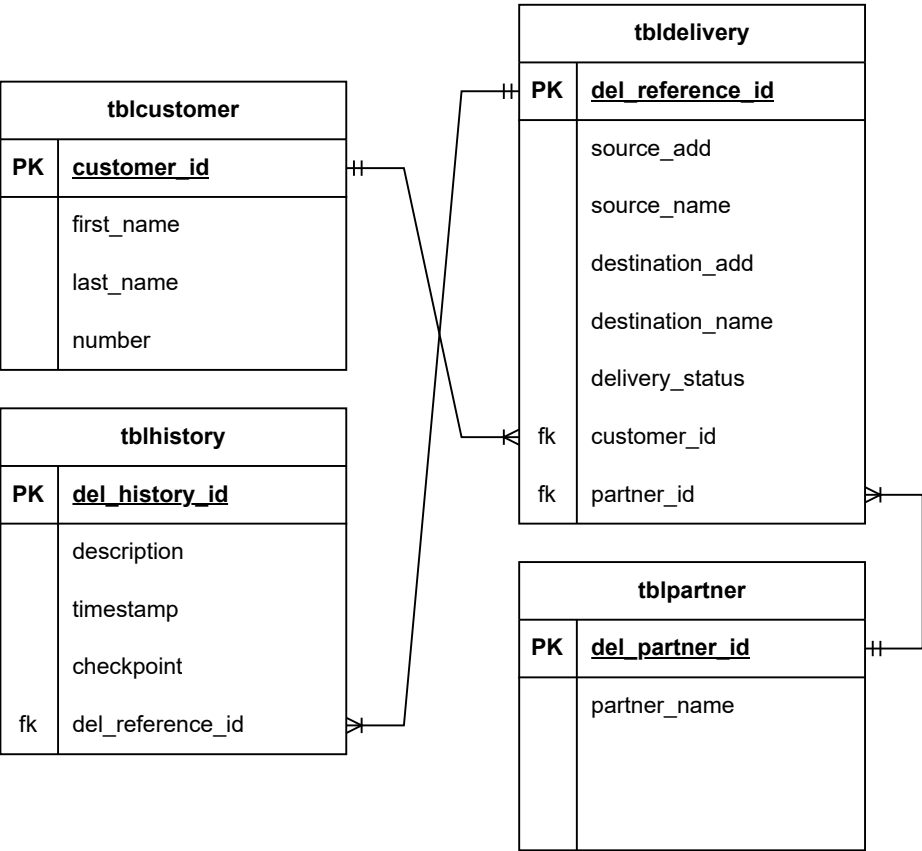 tblcustomer
PK customer_id
first_name
last_name
number
tblhistory
PK del_history_id
description
timestamp
checkpoint
fk del_reference_id
tbldelivery
PK del_reference_id
source_add
source_name
destination_add
destination_name
delivery_status
fk customer_id
fk partner_id
tblpartner
PK del_partner_id
partner_name